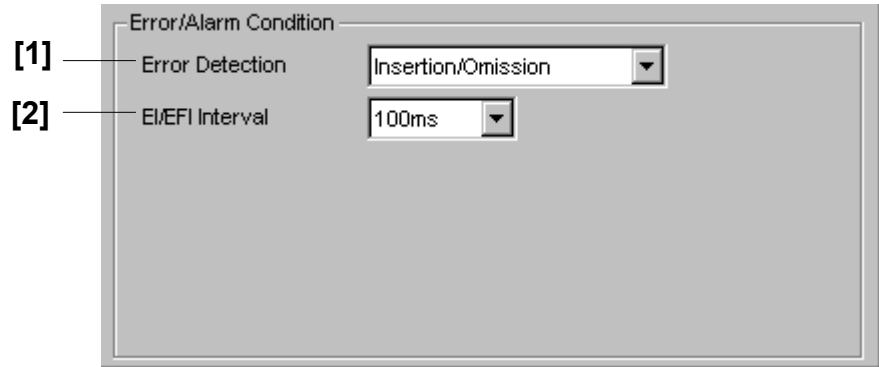 Error/Alarm Condition
[1] Error Detection Insertion/Omission
[2] EI/EFI Interval 100ms